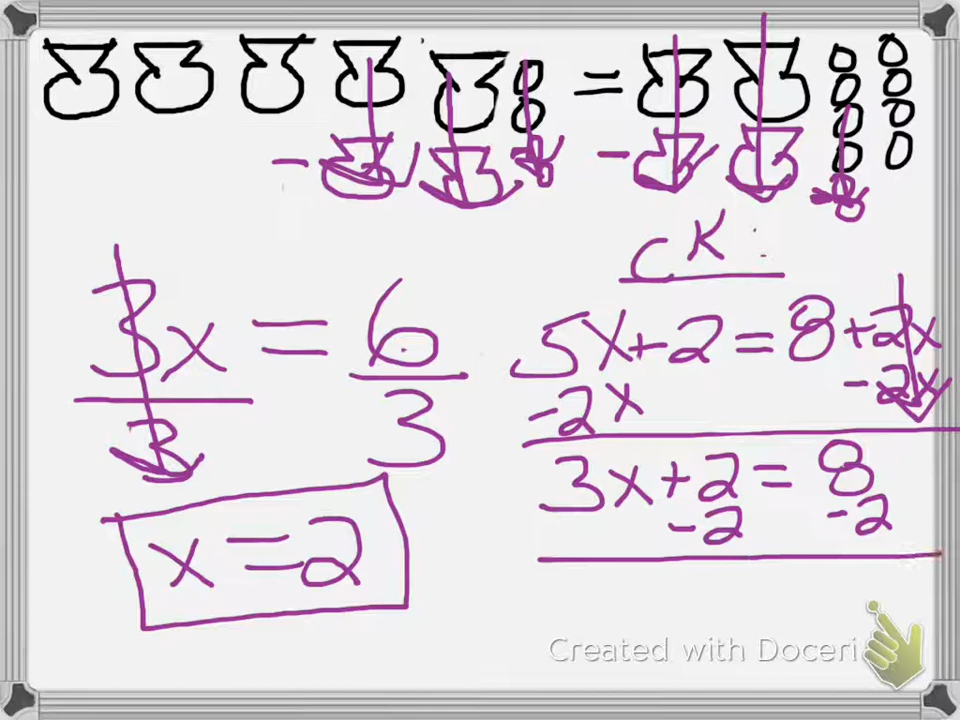 CK:
3x = 6
3 3
x = 2
5x+2 = 8+2x
-2x -2x
3x+2 = 8
-2 -2
Created with Doceri